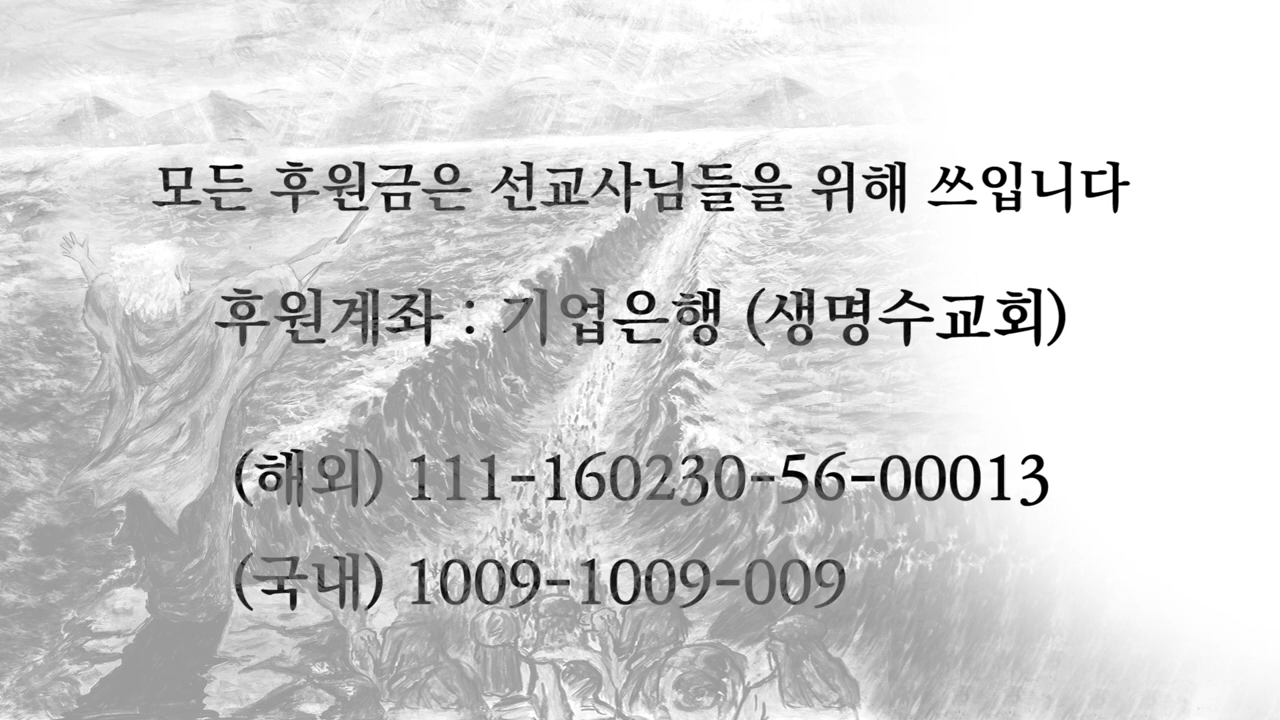 모든 후원금은 선교사님들을 위해 쓰입니다
후원계좌 : 기업은행 (생명수교회)
(해외) 111-160230-56-00013
(국내) 1009-1009-009